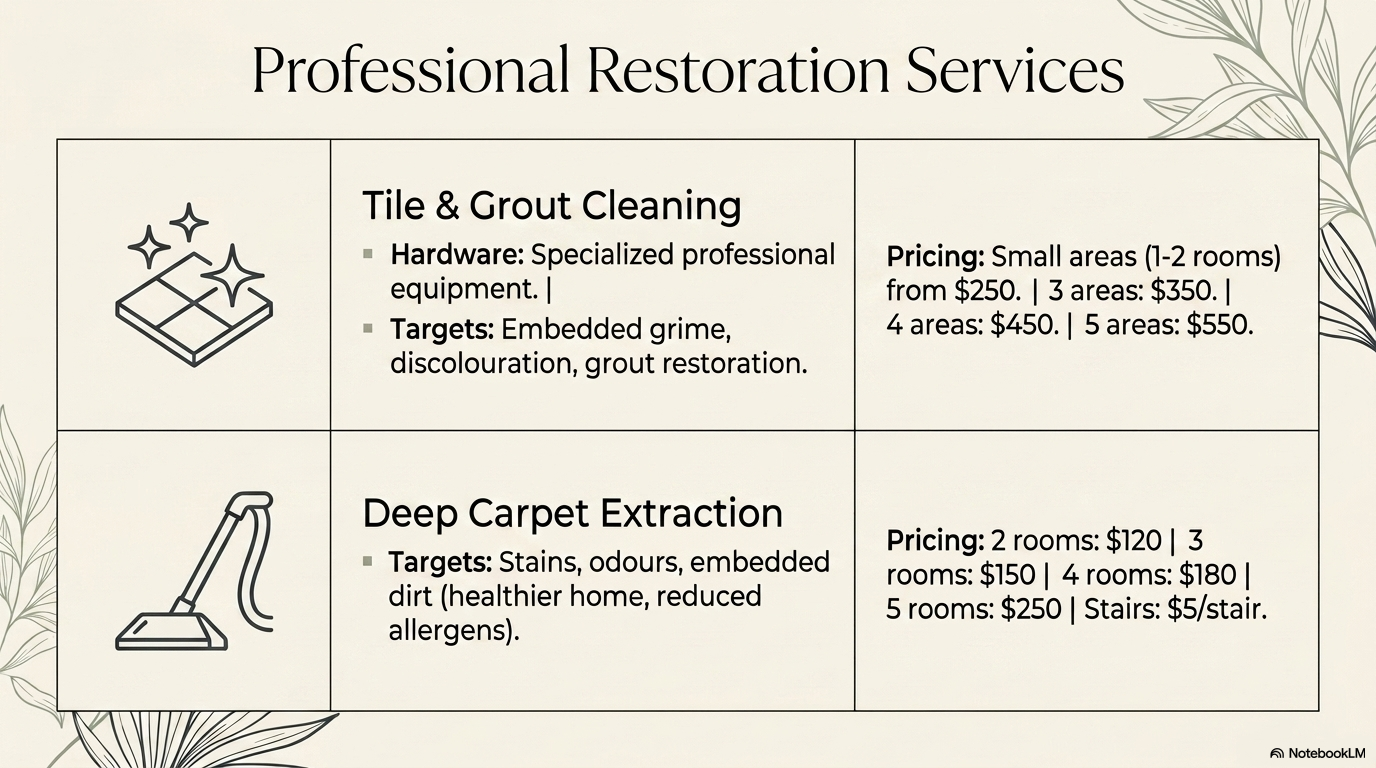 Professional Restoration Services
Tile & Grout Cleaning
Hardware: Specialized professional
equipment. |
Targets: Embedded grime,
discolouration, grout restoration.
Pricing: Small areas (1-2 rooms)
from $250. | 3 areas: $350. |
4 areas: $450. | 5 areas: $550.
Deep Carpet Extraction
Targets: Stains, odours, embedded
dirt (healthier home, reduced
allergens).
Pricing: 2 rooms: $120 | 3
rooms: $150 | 4 rooms: $180 |
5 rooms: $250 | Stairs: $5/stair.
NotebookLM